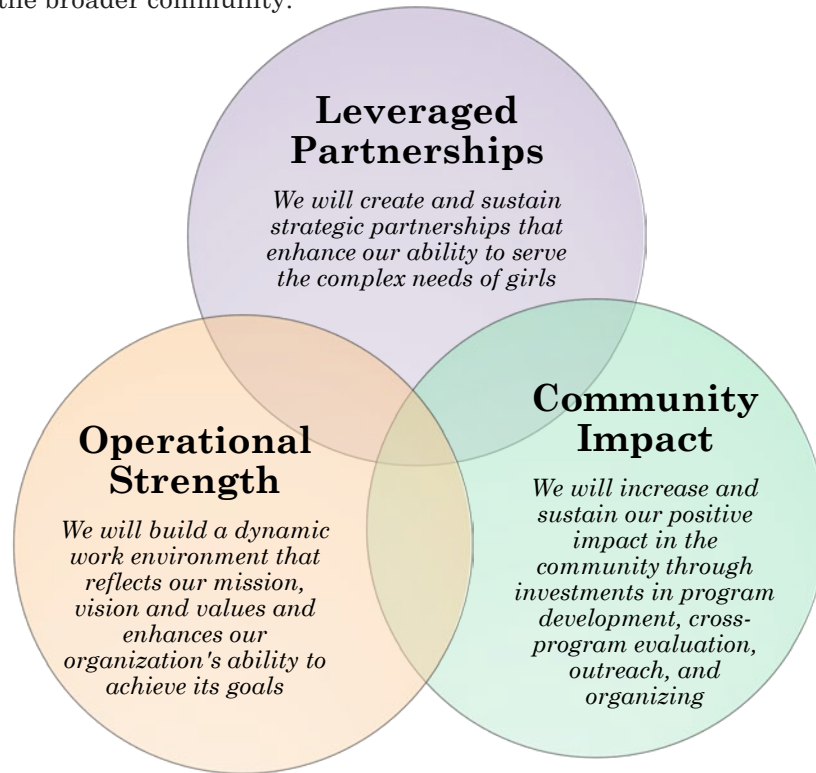 the broader community.
Leveraged
Partnerships
We will create and sustain
strategic partnerships that
enhance our ability to serve
the complex needs of girls
Operational
Strength
We will build a dynamic
work environment that
reflects our mission,
vision and values and
enhances our
organization's ability to
achieve its goals
Community
Impact
We will increase and
sustain our positive
impact in the
community through
investments in program
development, cross-
program evaluation,
outreach, and
organizing